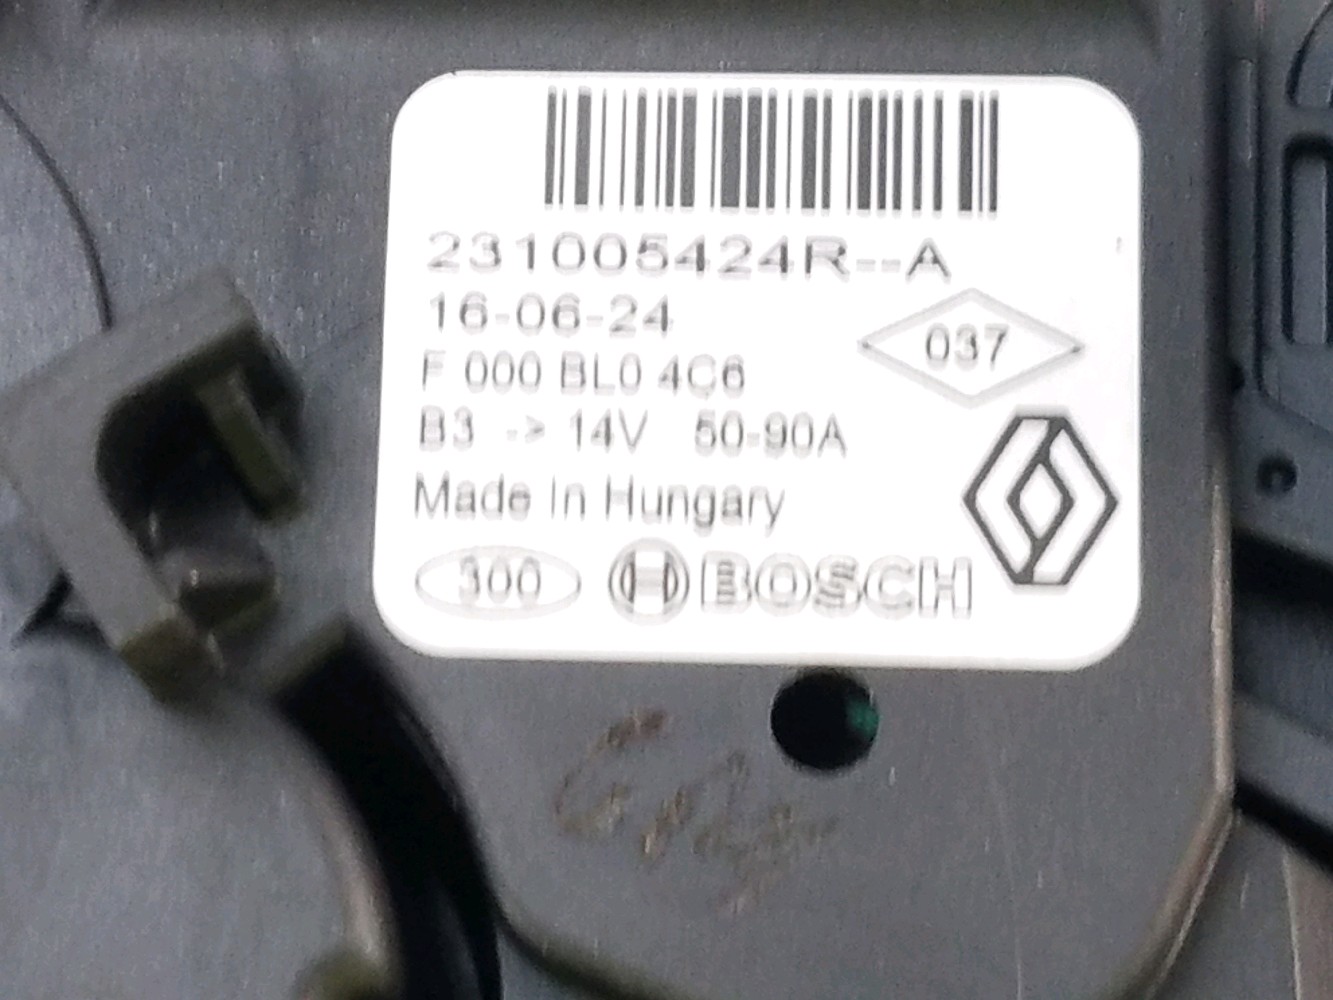 231005424R--A
16-06-24
037
F 000 BL0 4C6
B3 -> 14V 50-90A
Made In Hungary
300 BOSCH